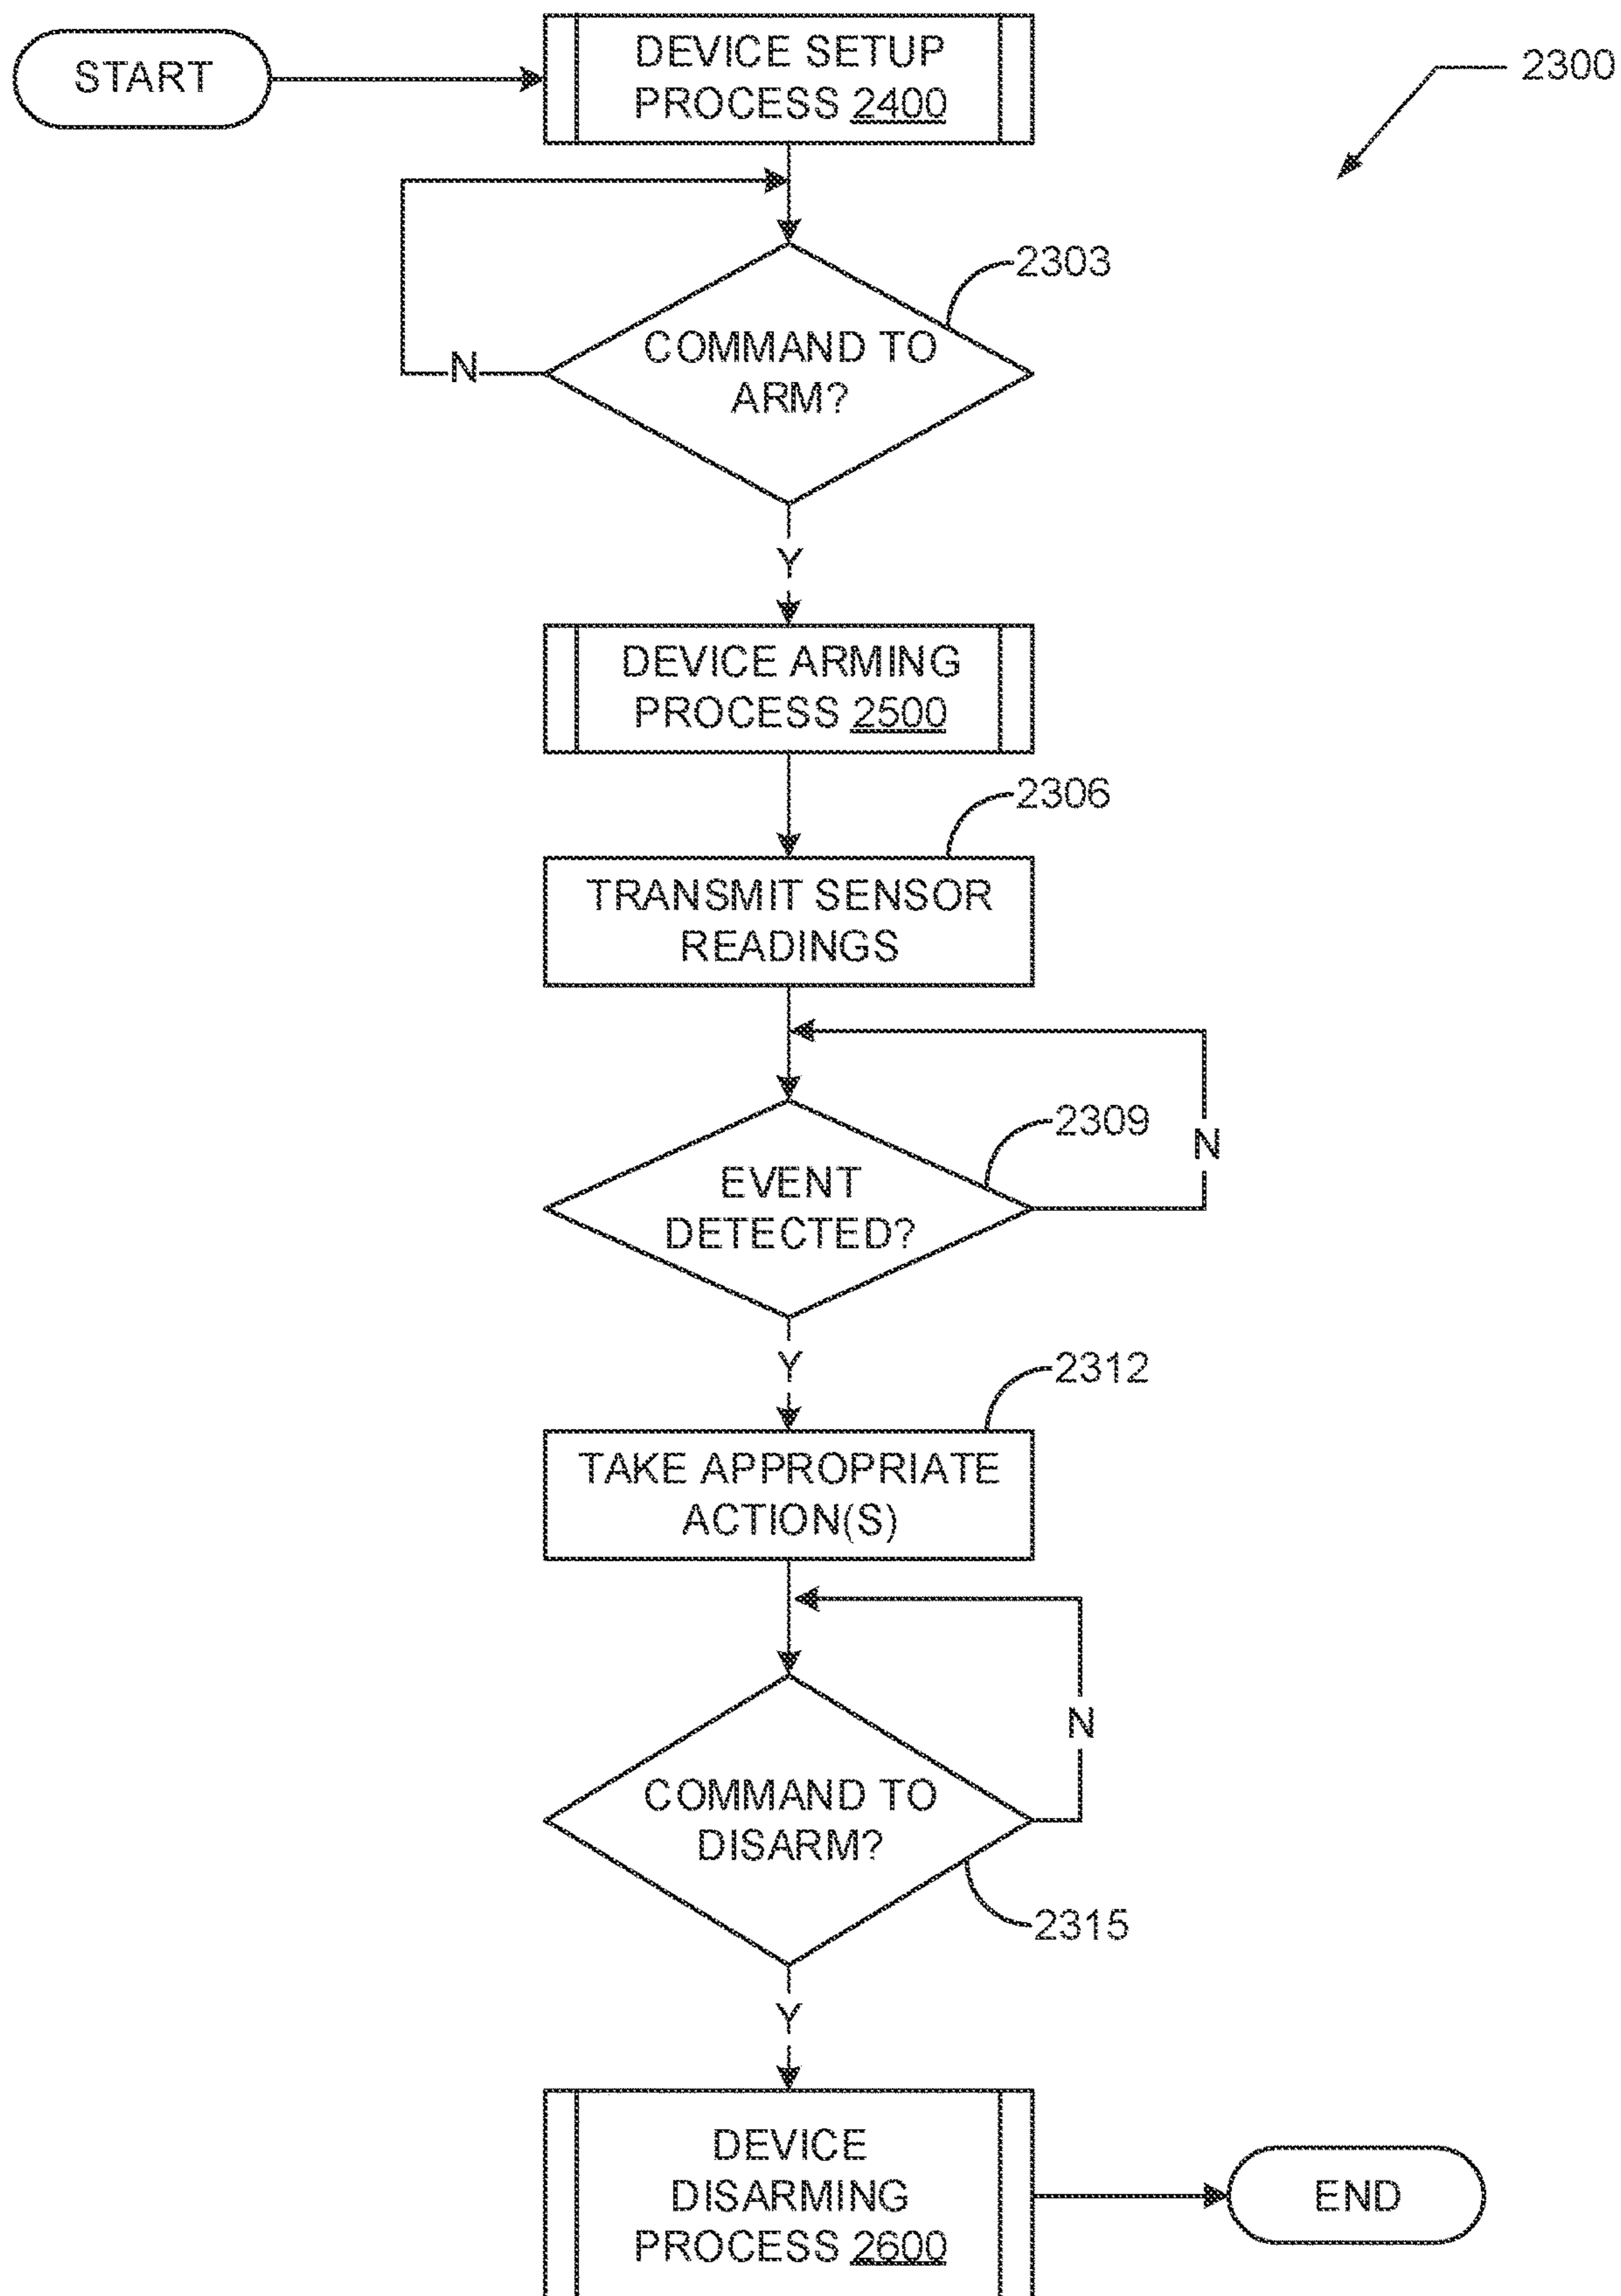 START
DEVICE SETUP
PROCESS 2400
2300
2303
COMMAND TO
ARM?
N
Y
DEVICE ARMING
PROCESS 2500
2306
TRANSMIT SENSOR
READINGS
2309
N
EVENT
DETECTED?
Y
2312
TAKE APPROPRIATE
ACTION(S)
N
COMMAND TO
DISARM?
2315
Y
DEVICE
DISARMING
PROCESS 2600
END